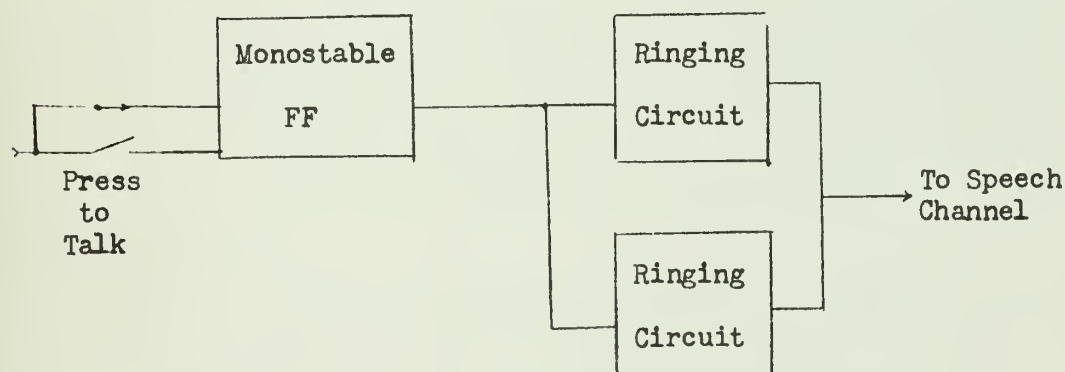 Monostable
FF
Press
to
Talk
Ringing
Circuit
Ringing
Circuit
To Speech
Channel